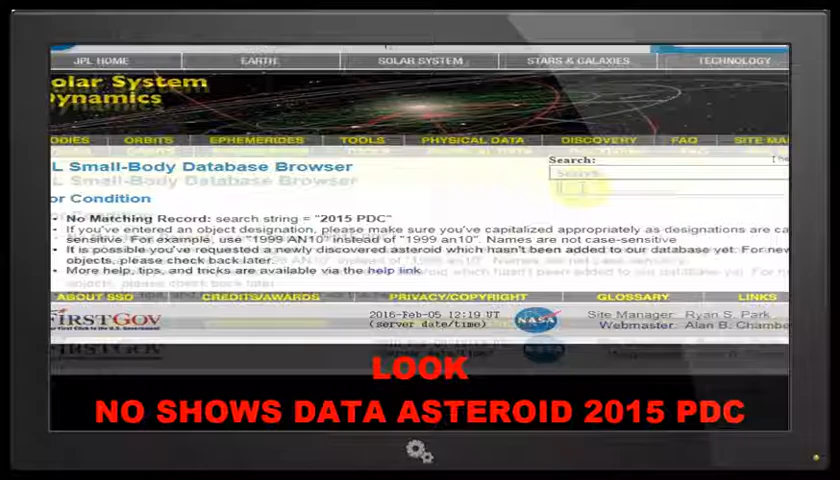 JPL HOME EARTH SOLAR SYSTEM STARS & GALAXIES TECHNOLOGY
olar System
ynamics
ODIES ORBITS EPHEMERIDES TOOLS PHYSICAL DATA DISCOVERY FAQ SITE MA
L Small-Body Database Browser
Search:
or Condition
No Matching Record: search string = "2015 PDC"
If you've entered an object designation, please make sure you've capitalized appropriately as designations are ca
sensitive. For example, use "1999 AN10" instead of "1999 an10". Names are not case-sensitive
It is possible you've requested a newly discovered asteroid which hasn't been added to our database yet. For new
objects, please check back later.
More help, tips, and tricks are available via the help link
ABOUT SSD CREDITS/AWARDS PRIVACY/COPYRIGHT GLOSSARY LINKS
FIRSTGOV
2016-Feb-05 12:19 UT
(server date/time)
NASA
Site Manager: Ryan S. Park
Webmaster: Alan B. Chambe
LOOK
NO SHOWS DATA ASTEROID 2015 PDC